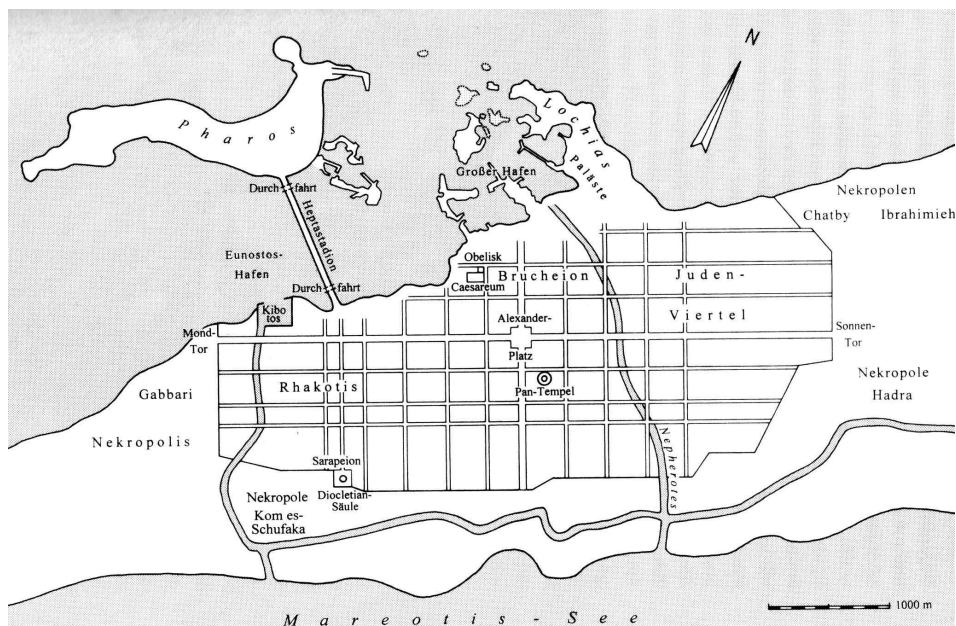 N
Pharos
Lochias
Paläste
Großer Hafen
Durch-fahrt
Heptastadion
Nekropolen
Chatby Ibrahimieh
Eunostos-
Hafen
Obelisk
Caesareum
Brucheion
Juden-
Viertel
Durch-fahrt
Kibo
tos
Mond-
Tor
Alexander-
Platz
Sonnen-
Tor
Gabbari
Rhakotis
Pan-Tempel
Nekropole
Hadra
Nekropolis
Nepherotes
Sarapeion
Diocletian-
Säule
Nekropole
Kom es-
Schufaka
1000 m
Mareotis-See